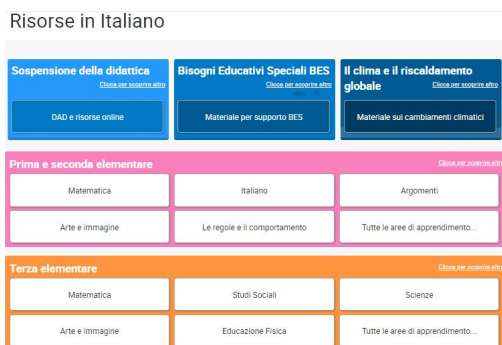 Risorse in Italiano
Sospensione della didattica
Clicca per scoprire altro
DAD e risorse online
Bisogni Educativi Speciali BES
Clicca per scoprire altro
Materiale per supporto BES
Il clima e il riscaldamento
globale
Clicca per scoprire altro
Materiale sui cambiamenti climatici
Prima e seconda elementare
Clicca per scoprire altro
Matematica
Italiano
Argomenti
Arte e immagine
Le regole e il comportamento
Tutte le aree di apprendimento...
Terza elementare
Clicca per scoprire altro
Matematica
Studi Sociali
Scienze
Arte e immagine
Educazione Fisica
Tutte le aree di apprendimento...